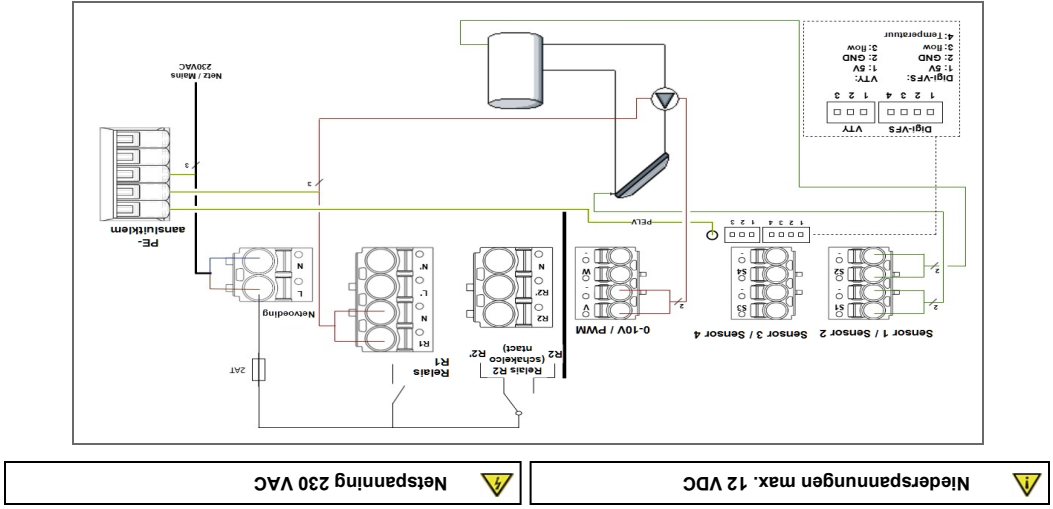 Niederspannungen max. 12 VDC
Netspanning 230 VAC
2AT
Relais
R1
R2
Relais R2
(schakelco
ntact)
R2'
Sensor 1 / Sensor 2
Sensor 3 / Sensor 4
0-10V / PWM
Netvoeding
S1
-
S2
-
2
2
S3
-
S4
-
V
-
W
-
2
R2
R2'
N
R1
N
L'
N'
L
N
1 2 3 4
1 2 3
PELV
PE-
aansluitklem
3
3
Netz / Mains
230VAC
Digi-VFS
VTY
1 2 3 4
1 2 3
Digi-VFS:
1: 5V
2: GND
3: flow
4: Temperatuur
VTY:
1: 5V
2: GND
3: flow